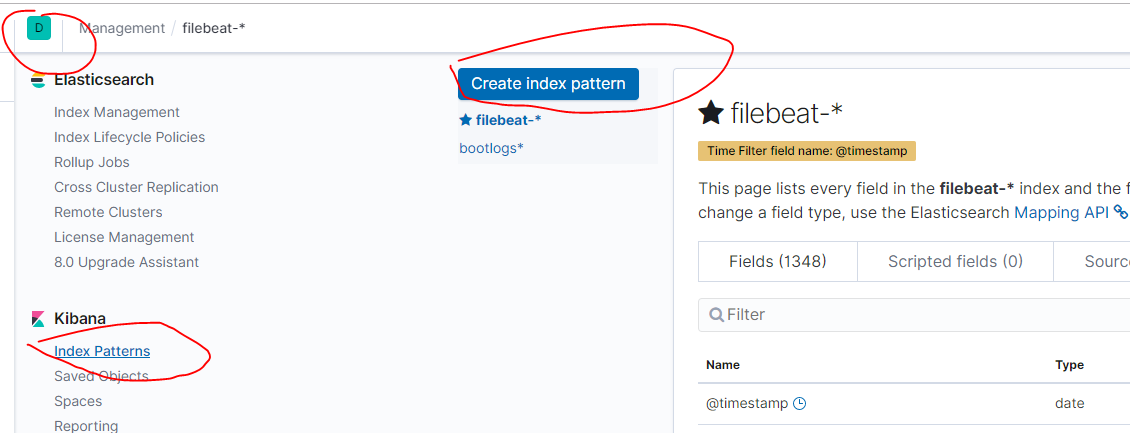 D
Management / filebeat-*
Elasticsearch
Index Management
Index Lifecycle Policies
Rollup Jobs
Cross Cluster Replication
Remote Clusters
License Management
8.0 Upgrade Assistant
Kibana
Index Patterns
Saved Objects
Spaces
Reporting
Create index pattern
filebeat-*
bootlogs*
filebeat-*
Time Filter field name: @timestamp
This page lists every field in the filebeat-* index and the f
change a field type, use the Elasticsearch Mapping API
Fields (1348)
Scripted fields (0)
Sourc
Filter
Name
Type
@timestamp
date